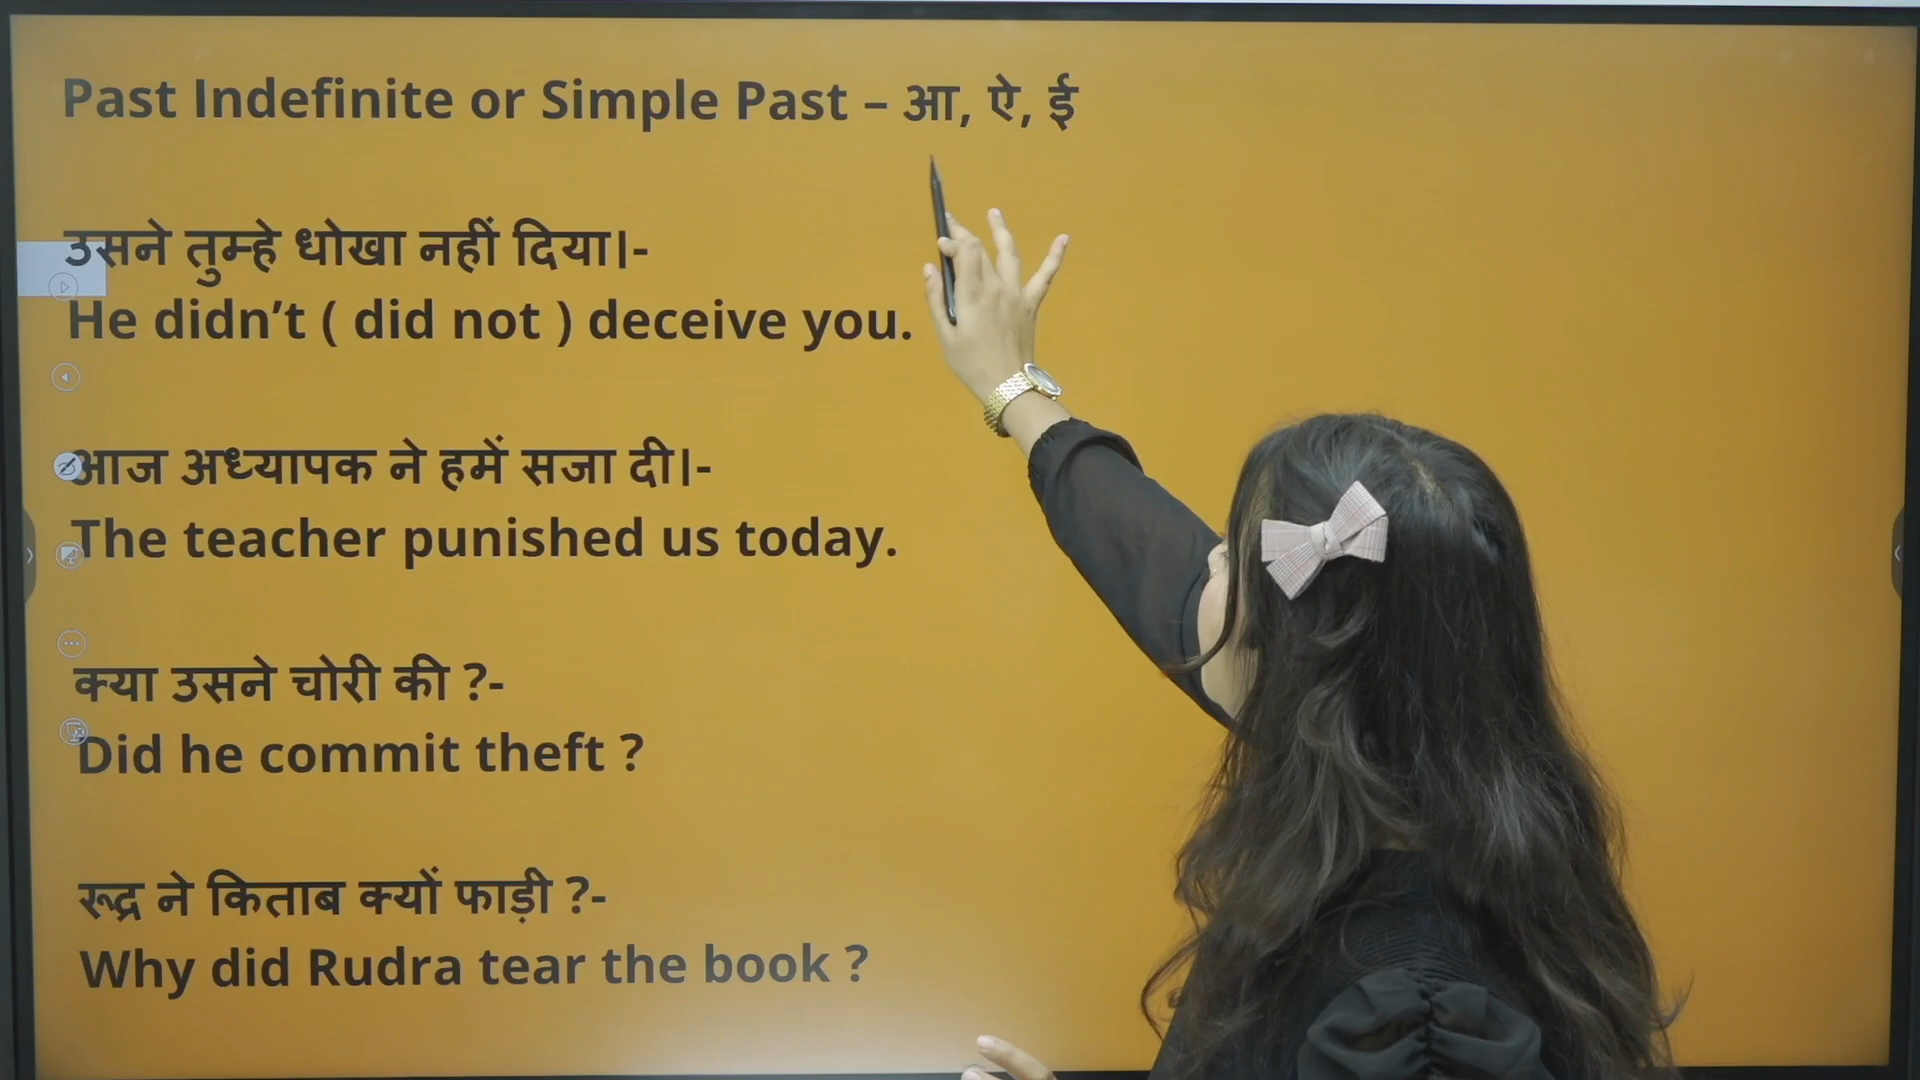 Past Indefinite or Simple Past – आ, ऐ, ई
उसने तुम्हे धोखा नहीं दिया।-
He didn’t ( did not ) deceive you.
आज अध्यापक ने हमें सजा दी।-
The teacher punished us today.
क्या उसने चोरी की ?-
Did he commit theft ?
रूद्र ने किताब क्यों फाड़ी ?-
Why did Rudra tear the book ?